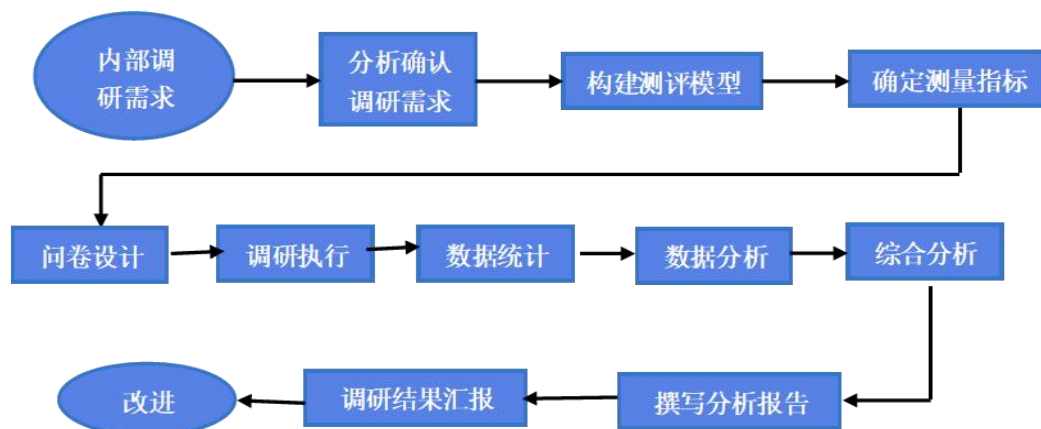 内部调
研需求
分析确认
调研需求
构建测评模型
确定测量指标
问卷设计
调研执行
数据统计
数据分析
综合分析
撰写分析报告
调研结果汇报
改进